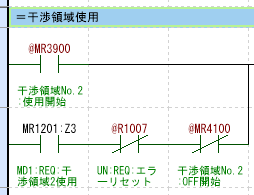 ＝干渉領域使用
@MR3900
干渉領域No.2
:使用開始
MR1201:Z3
@R1007
@MR4100
MD1:REQ:干
渉領域2使用
UN:REQ:エラ
ーリセット
干渉領域No.2
:OFF開始